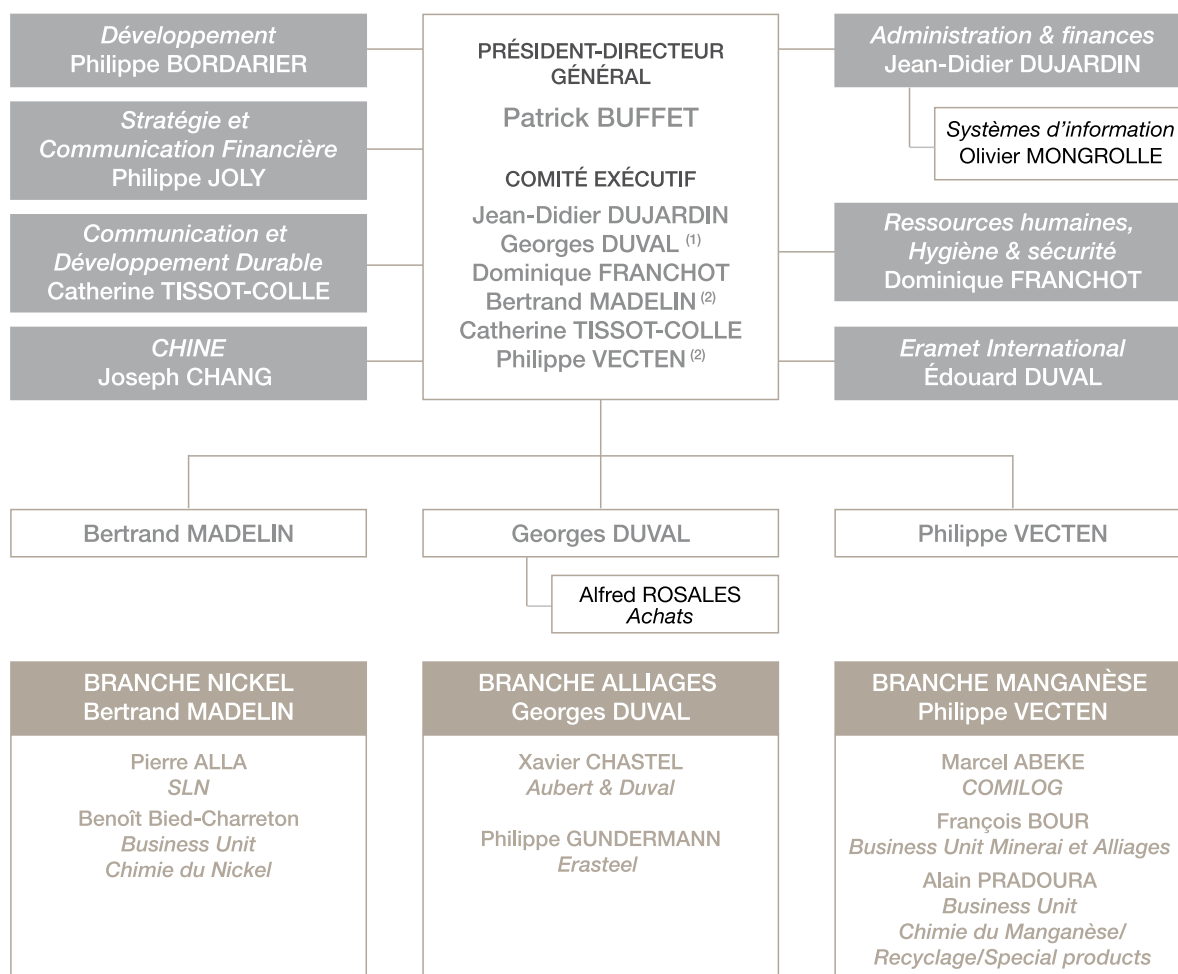 Développement
Philippe BORDARIER
Stratégie et
Communication Financière
Philippe JOLY
Communication et
Développement Durable
Catherine TISSOT-COLLE
CHINE
Joseph CHANG
PRÉSIDENT-DIRECTEUR
GÉNÉRAL
Patrick BUFFET
COMITÉ EXÉCUTIF
Jean-Didier DUJARDIN
Georges DUVAL (1)
Dominique FRANCHOT
Bertrand MADELIN (2)
Catherine TISSOT-COLLE
Philippe VECTEN (2)
Administration & finances
Jean-Didier DUJARDIN
Systèmes d’information
Olivier MONGROLLE
Ressources humaines,
Hygiène & sécurité
Dominique FRANCHOT
Eramet International
Édouard DUVAL
Bertrand MADELIN
Georges DUVAL
Philippe VECTEN
Alfred ROSALES
Achats
BRANCHE NICKEL
Bertrand MADELIN
Pierre ALLA
SLN
Benoît Bied-Charreton
Business Unit
Chimie du Nickel
BRANCHE ALLIAGES
Georges DUVAL
Xavier CHASTEL
Aubert & Duval
Philippe GUNDERMANN
Erasteel
BRANCHE MANGANÈSE
Philippe VECTEN
Marcel ABEKE
COMILOG
François BOUR
Business Unit Minerai et Alliages
Alain PRADOURA
Business Unit
Chimie du Manganèse/
Recyclage/Special products